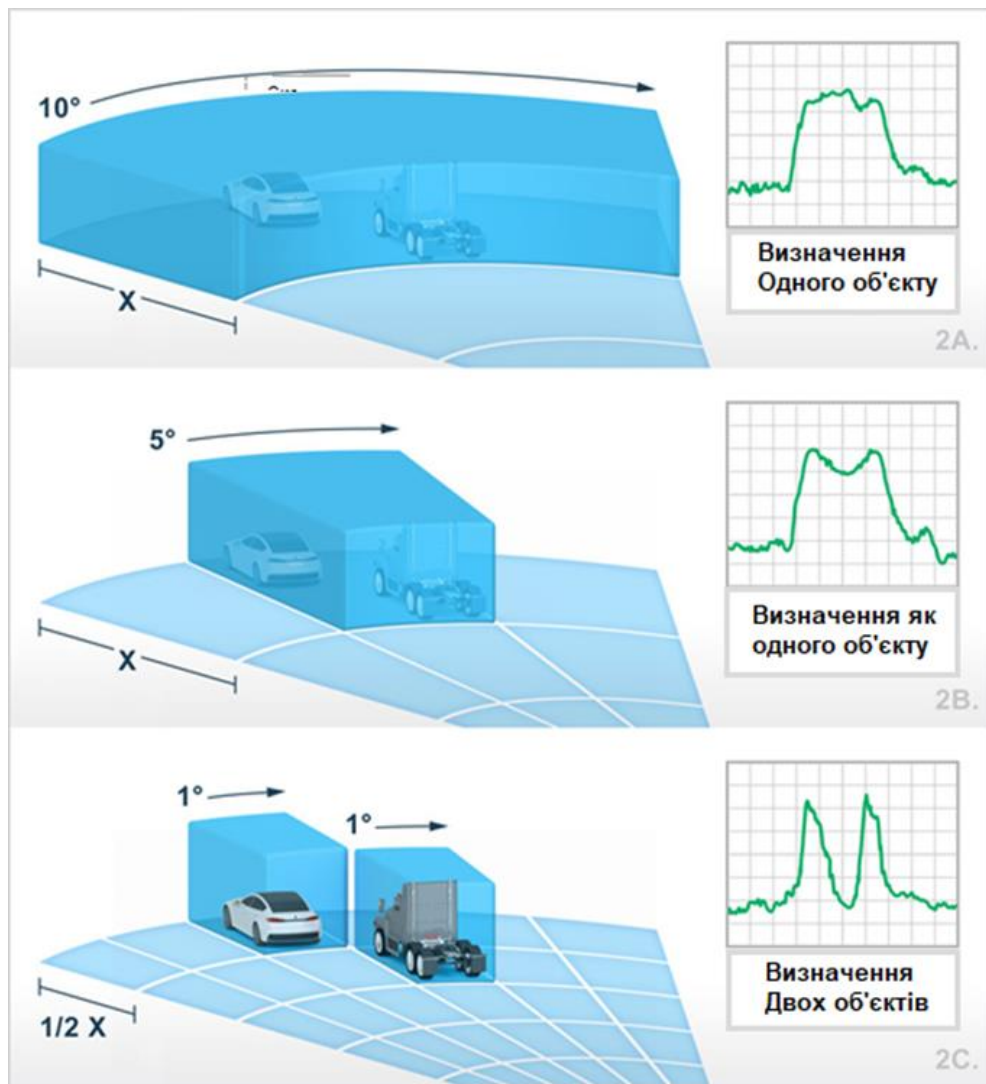 10°
X
Визначення
Одного об'єкту
2A.
5°
X
Визначення як
одного об'єкту
2B.
1°
1°
1/2 X
Визначення
Двох об'єктів
2C.